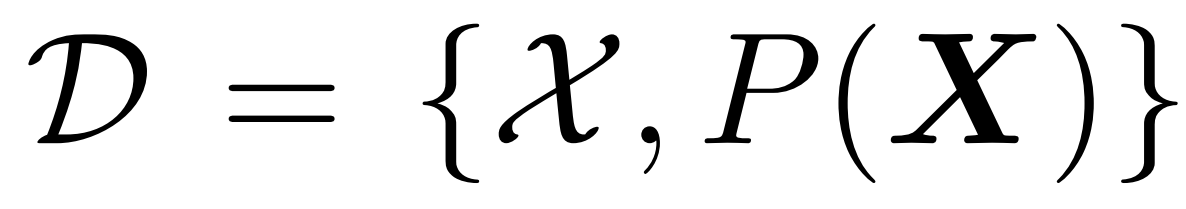 𝒟 = {𝒳, P(𝑿)}